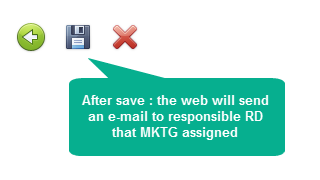 After save : the web will send
an e-mail to responsible RD
that MKTG assigned